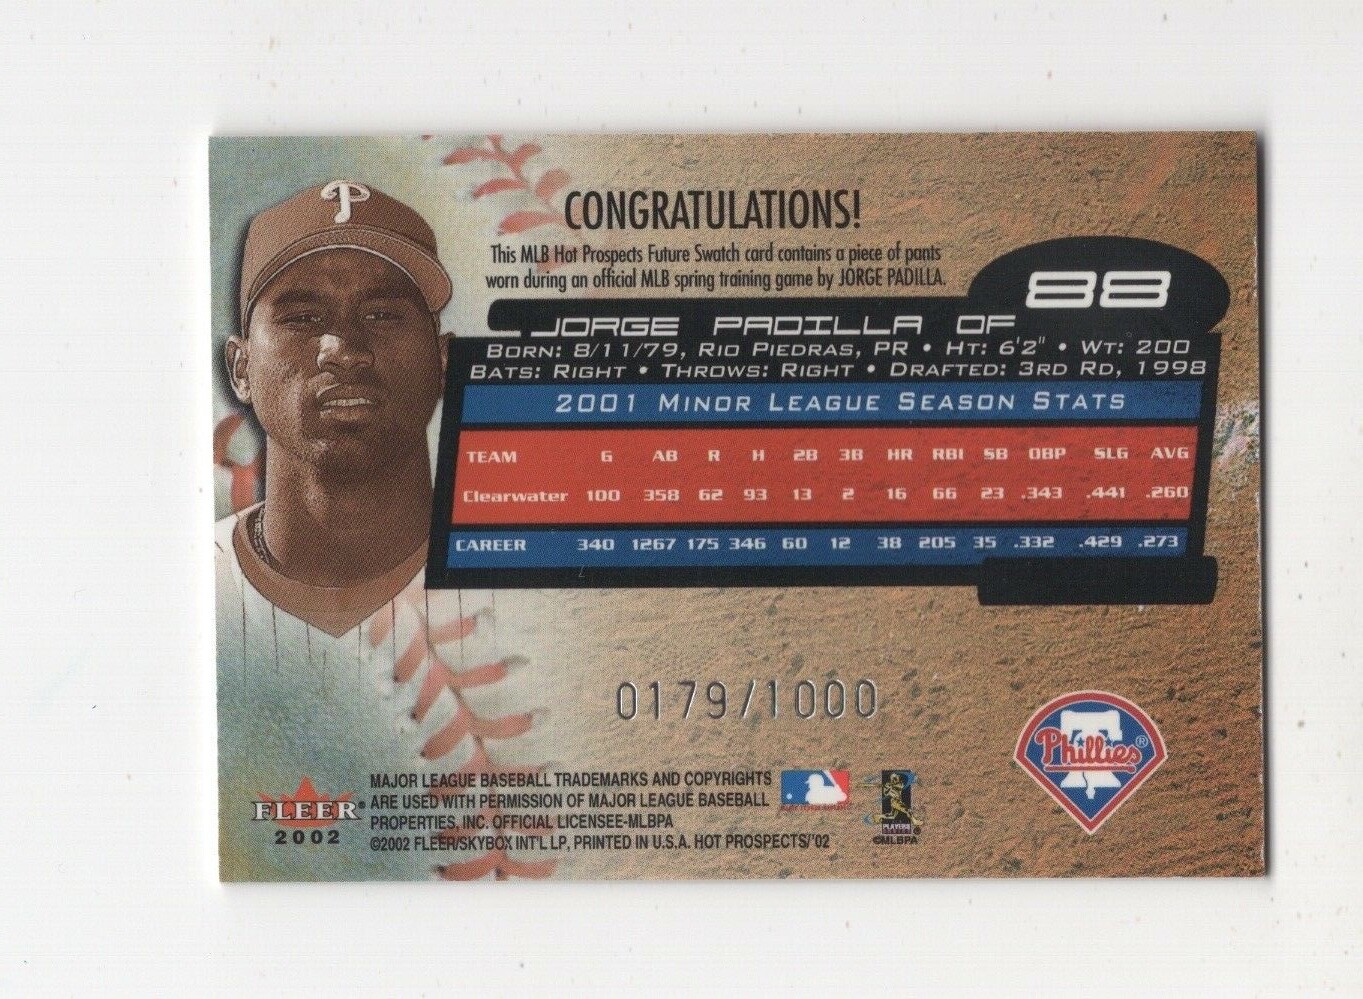 P
CONGRATULATIONS!
This MLB Hot Prospects Future Swatch card contains a piece of pants
worn during an official MLB spring training game by JORGE PADILLA.
88
JORGE PADILLA OF
BORN: 8/11/79, RIO PIEDRAS, PR • HT: 6'2" • WT: 200
BATS: RIGHT • THROWS: RIGHT • DRAFTED: 3RD RD, 1998
2001 MINOR LEAGUE SEASON STATS
TEAM G AB R H 2B 3B HR RBI SB OBP SLG AVG
Clearwater 100 358 62 93 13 2 16 66 23 .343 .441 .260
CAREER 340 1267 175 346 60 12 38 205 35 .332 .429 .273
0179/1000
Phillies®
FLEER®
2002
MAJOR LEAGUE BASEBALL TRADEMARKS AND COPYRIGHTS
ARE USED WITH PERMISSION OF MAJOR LEAGUE BASEBALL
PROPERTIES, INC. OFFICIAL LICENSEE-MLBPA
©2002 FLEER/SKYBOX INT'L LP, PRINTED IN U.S.A. HOT PROSPECTS/'02
PLAYERS
©MLBPA